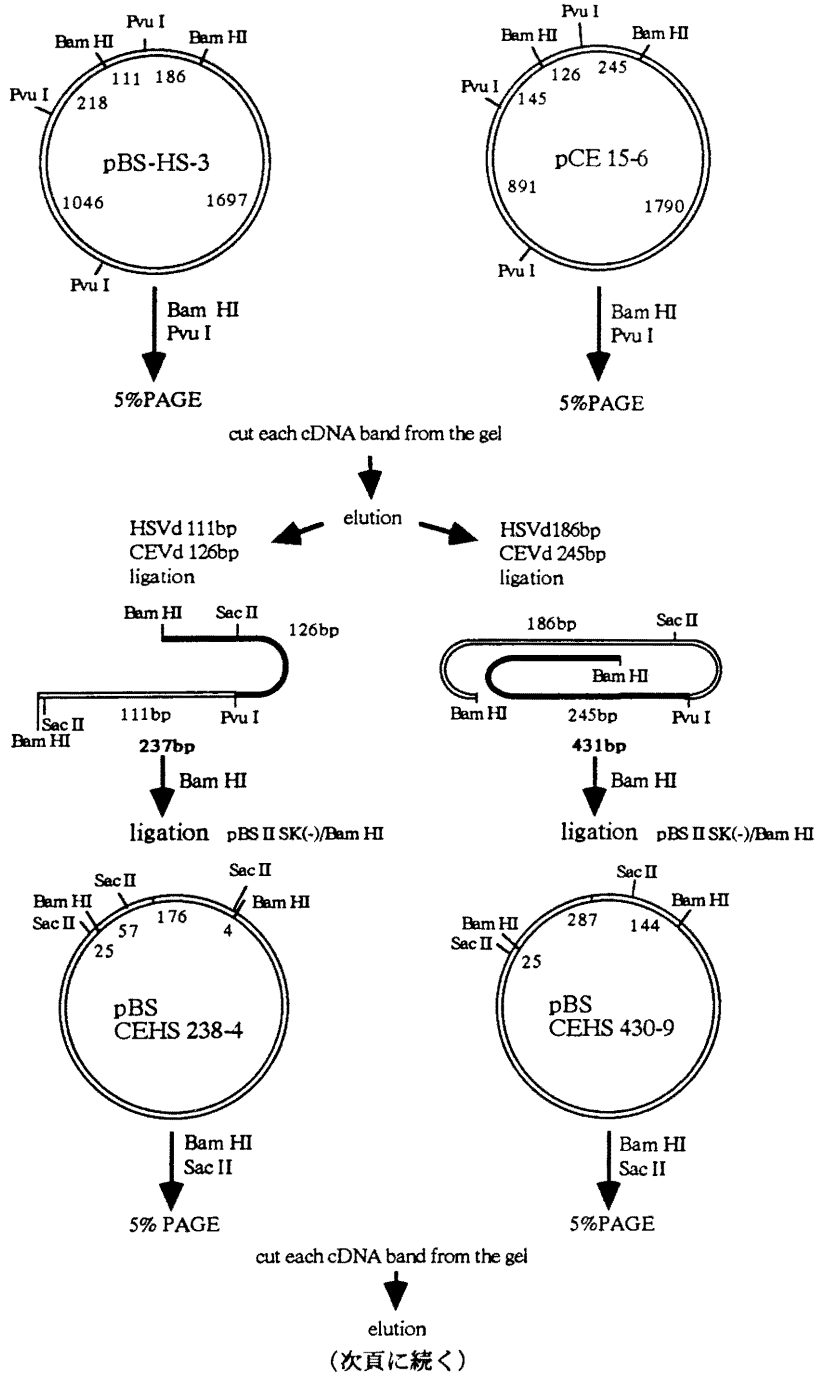 Pvu I
Bam HI
Bam HI
111
186
218
Pvu I
pBS-HS-3
1046
1697
Pvu I
Bam HI
Pvu I
5%PAGE
Pvu I
Bam HI
Bam HI
126
245
145
Pvu I
pCE 15-6
891
1790
Pvu I
Bam HI
Pvu I
5%PAGE
cut each cDNA band from the gel
elution
HSVd 111bp
CEVd 126bp
ligation
HSVd186bp
CEVd 245bp
ligation
Bam HI
Sac II
126bp
111bp
Pvu I
Sac II
Bam HI
237bp
Bam HI
ligation pBS II SK(-)/Bam HI
186bp
Sac II
Bam HI
Bam HI
245bp
Pvu I
431bp
Bam HI
ligation pBS II SK(-)/Bam HI
Sac II
Sac II
Bam HI
Bam HI
Sac II
176
57
4
25
pBS
CEHS 238-4
Bam HI
Sac II
5% PAGE
Sac II
Bam HI
Bam HI
Sac II
287
144
25
pBS
CEHS 430-9
Bam HI
Sac II
5%PAGE
cut each cDNA band from the gel
elution
(次頁に続く)